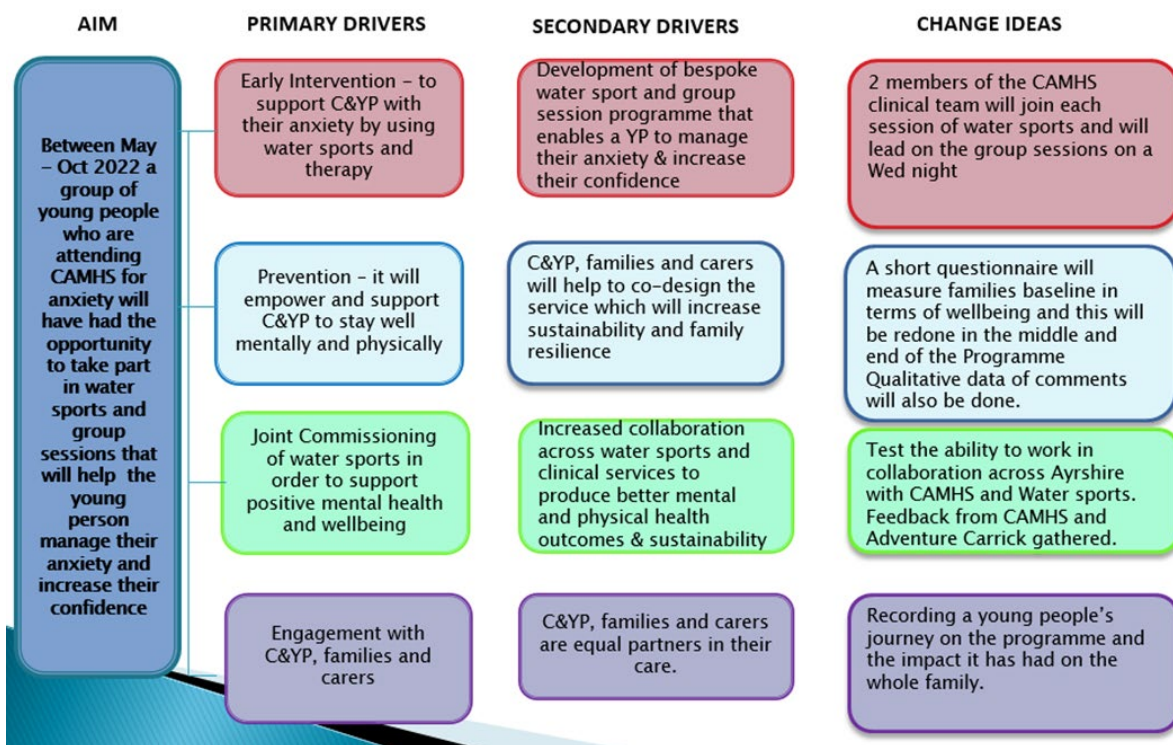 AIM
PRIMARY DRIVERS
SECONDARY DRIVERS
CHANGE IDEAS
Between May
– Oct 2022 a
group of
young people
who are
attending
CAMHS for
anxiety will
have had the
opportunity
to take part
in water
sports and
group
sessions that
will help the
young
person
manage their
anxiety and
increase their
confidence
Early Intervention – to
support C&YP with
their anxiety by using
water sports and
therapy
Development of bespoke
water sport and group
session programme that
enables a YP to manage
their anxiety & increase
their confidence
2 members of the CAMHS
clinical team will join each
session of water sports and will
lead on the group sessions on a
Wed night
Prevention – it will
empower and support
C&YP to stay well
mentally and physically
C&YP, families and carers
will help to co-design the
service which will increase
sustainability and family
resilience
A short questionnaire will
measure families baseline in
terms of wellbeing and this will
be redone in the middle and
end of the Programme
Qualitative data of comments
will also be done.
Joint Commissioning
of water sports in
order to support
positive mental health
and wellbeing
Increased collaboration
across water sports and
clinical services to
produce better mental
and physical health
outcomes & sustainability
Test the ability to work in
collaboration across Ayrshire
with CAMHS and Water sports.
Feedback from CAMHS and
Adventure Carrick gathered.
Engagement with
C&YP, families and
carers
C&YP, families and carers
are equal partners in their
care.
Recording a young people's
journey on the programme and
the impact it has had on the
whole family.